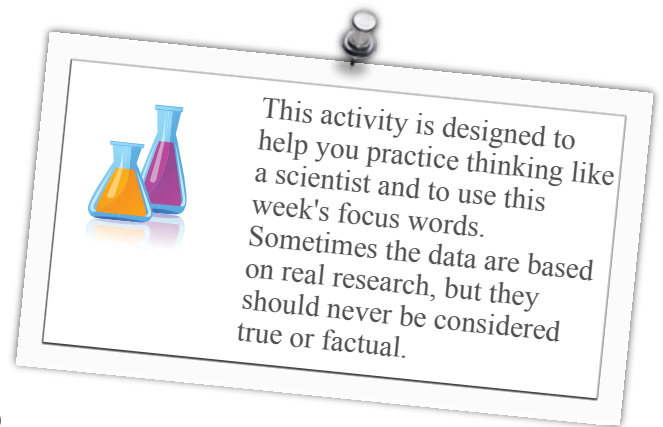 This activity is designed to
help you practice thinking like
a scientist and to use this
week's focus words.
Sometimes the data are based
on real research, but they
should never be considered
true or factual.